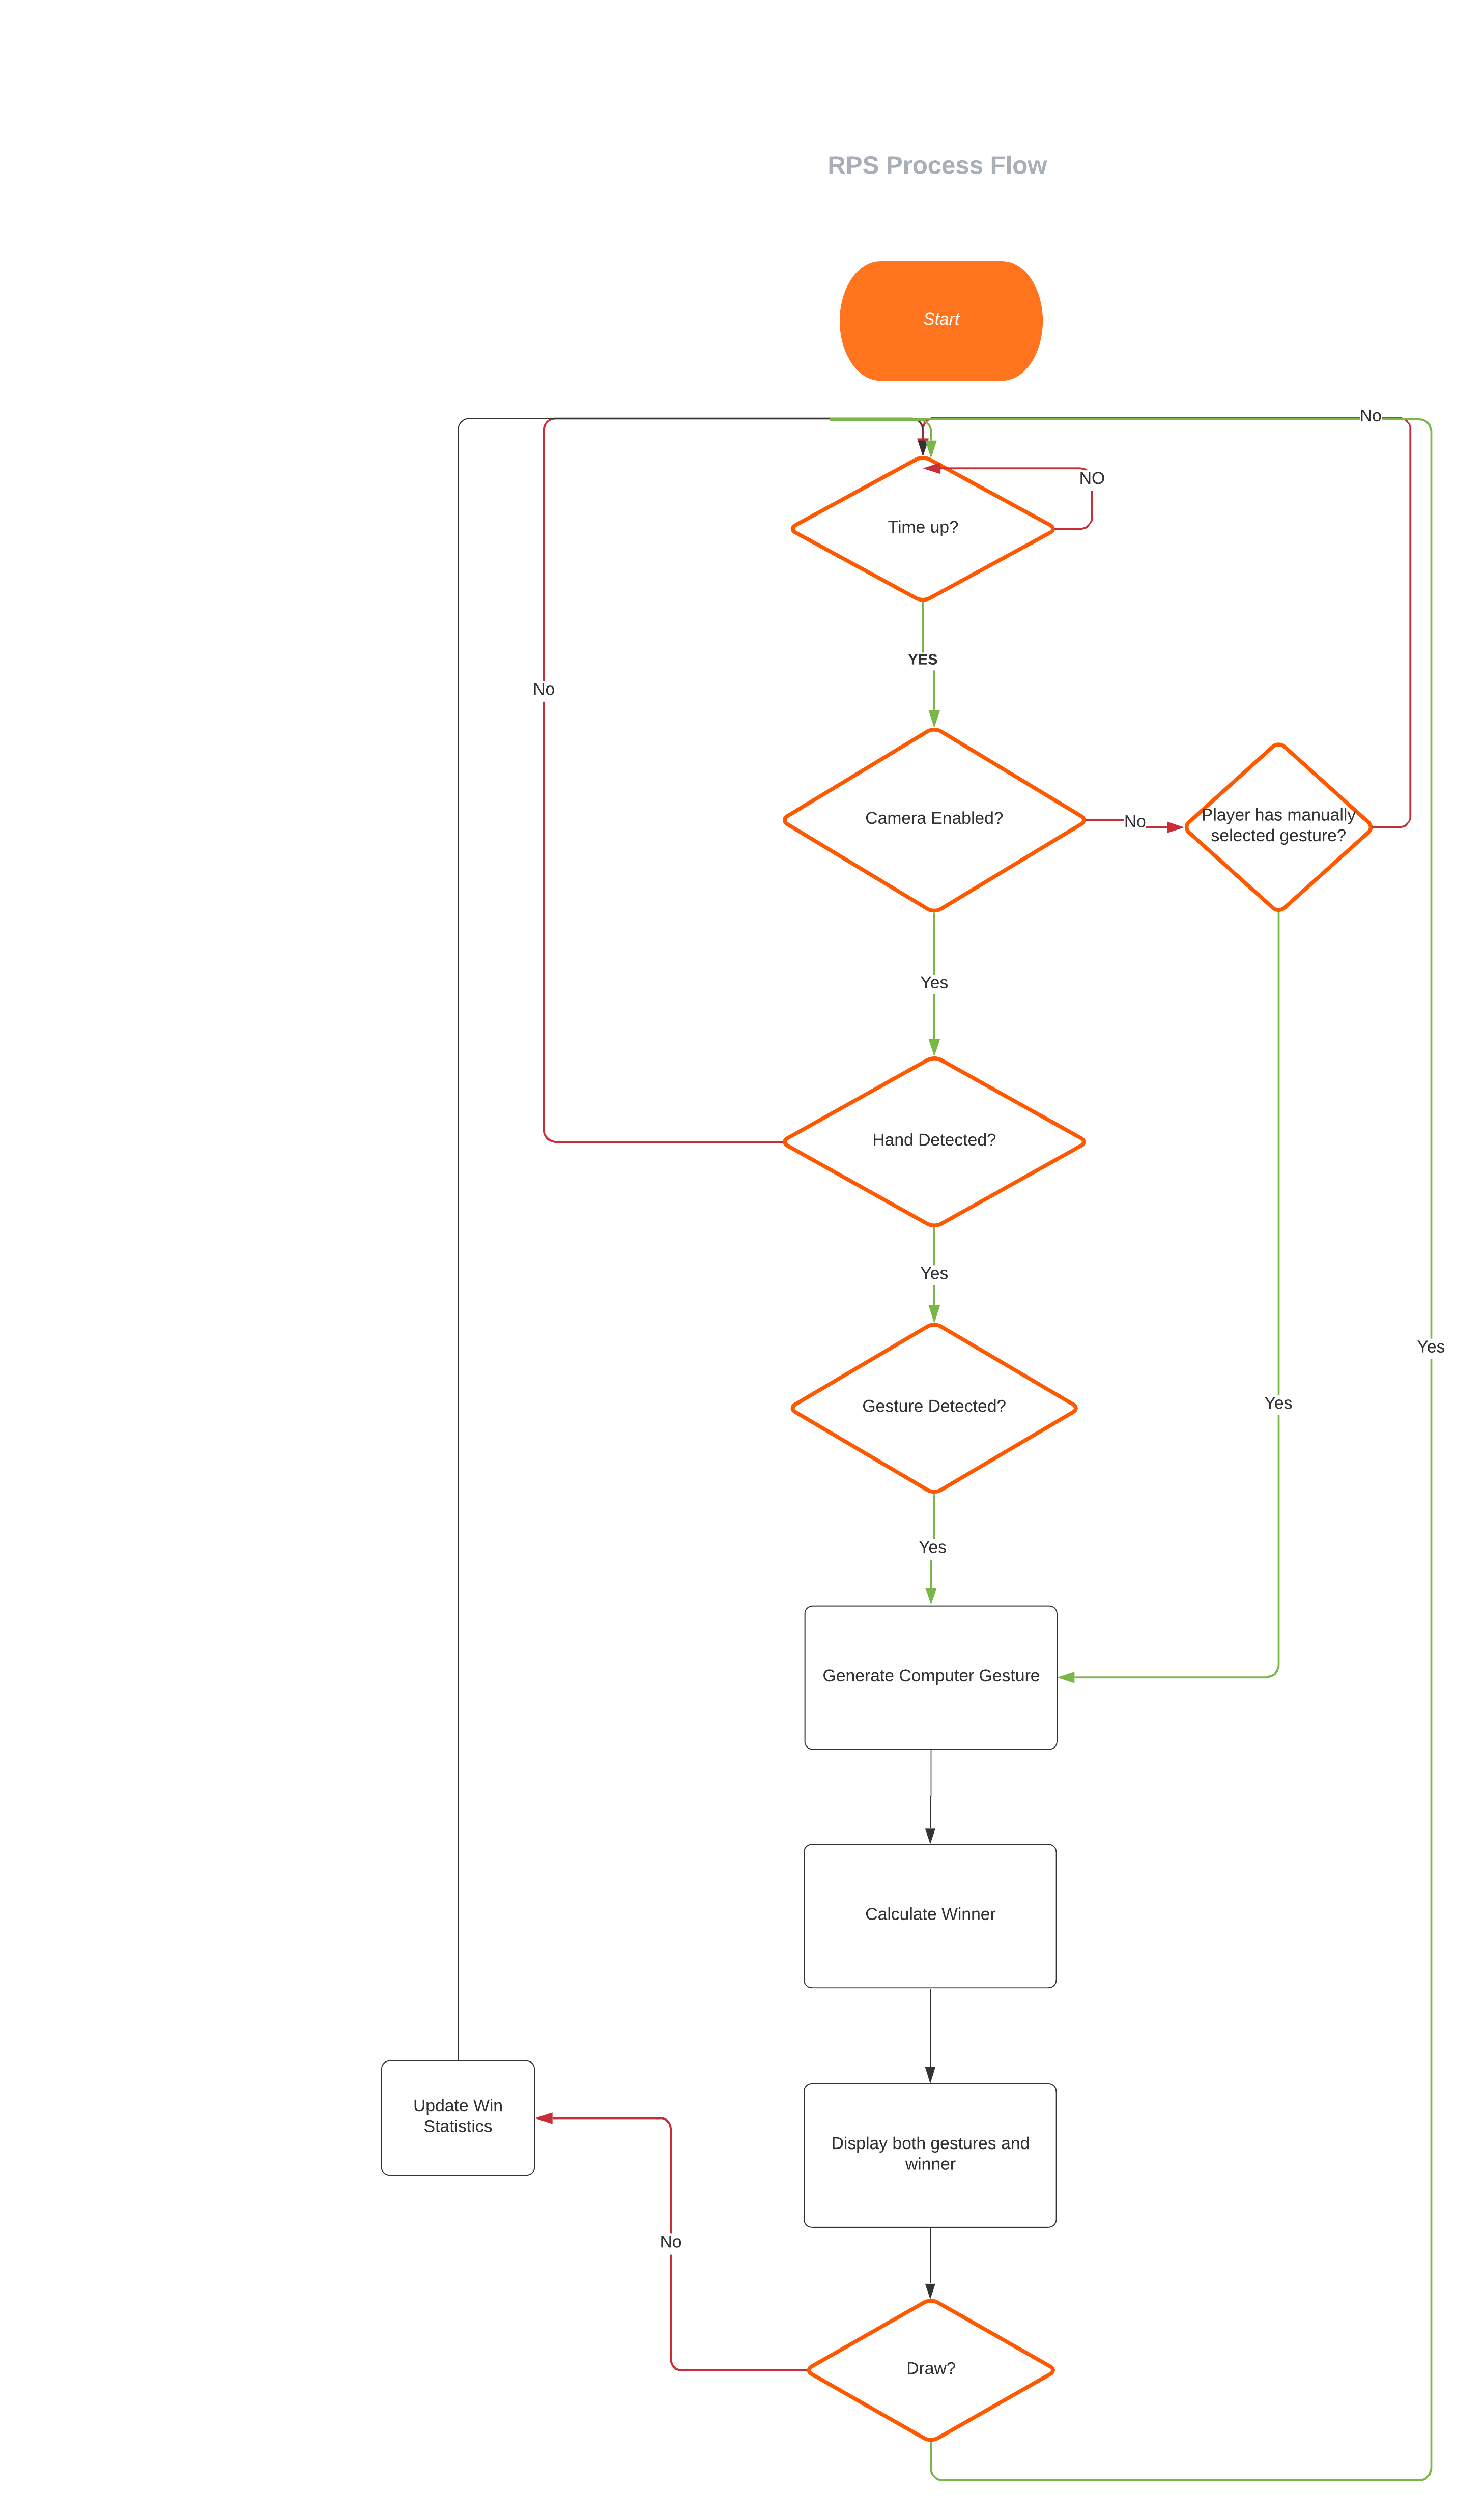 RPS Process Flow
Start
No
NO
Time up?
YES
No
Camera Enabled?
No
Player has manually
selected gesture?
Yes
Hand Detected?
Yes
Yes
Gesture Detected?
Yes
Yes
Generate Computer Gesture
Calculate Winner
Update Win
Statistics
Display both gestures and
winner
No
Draw?